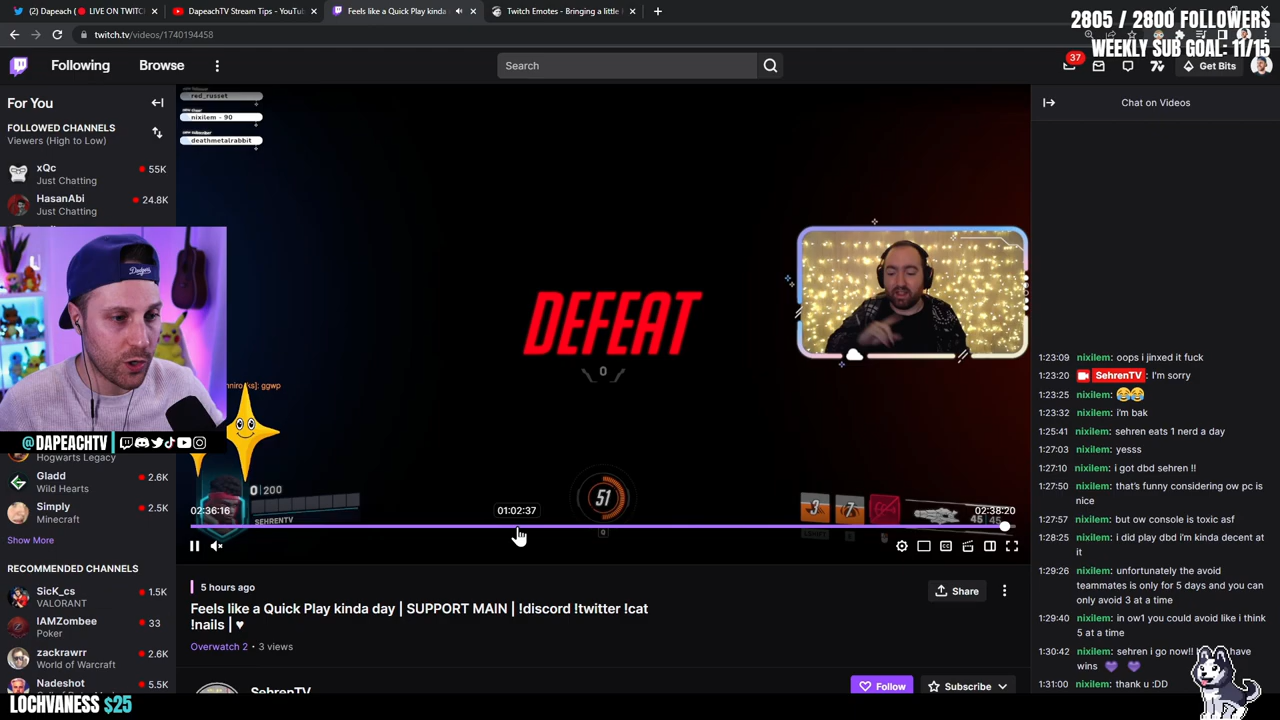 (2) Dapeach (🔴 LIVE ON TWITC
DapeachTV Stream Tips - YouTu
Feels like a Quick Play kinda d
Twitch Emotes - Bringing a little
2805 / 2800 FOLLOWERS
WEEKLY SUB GOAL: 11/15
twitch.tv/videos/1740194458
Following
Browse
Search
37
Get Bits
For You
FOLLOWED CHANNELS
Viewers (High to Low)
xQc
55K
Just Chatting
HasanAbi
24.8K
Just Chatting
@DAPEACHTV
Hogwarts Legacy
Gladd
2.6K
Wild Hearts
Simply
2.5K
Minecraft
Show More
RECOMMENDED CHANNELS
SicK_cs
1.5K
VALORANT
IAMZombee
33
Poker
zackrawrr
2.6K
World of Warcraft
Nadeshot
5.5K
LOCHVANESS $25
red_russet
nixilem - 90
deathmetalrabbit
DEFEAT
0
ggwp
0|200
SEHRENTV
51
Q
3
7
02:36:16
01:02:37
02:38:20
5 hours ago
Feels like a Quick Play kinda day | SUPPORT MAIN | !discord !twitter !cat
!nails | ♥
Overwatch 2 • 3 views
Share
SehrenTV
Follow
Subscribe
Chat on Videos
1:23:09 nixilem: oops i jinxed it fuck
1:23:20 SehrenTV : I'm sorry
1:23:25 nixilem: 😂😂
1:23:32 nixilem: i'm bak
1:25:41 nixilem: sehren eats 1 nerd a day
1:27:03 nixilem: yesss
1:27:10 nixilem: i got dbd sehren !!
1:27:50 nixilem: that's funny considering ow pc is
nice
1:27:57 nixilem: but ow console is toxic asf
1:28:25 nixilem: i did play dbd i'm kinda decent at
it
1:29:26 nixilem: unfortunately the avoid
teammates is only for 5 days and you can
only avoid 3 at a time
1:29:40 nixilem: in ow1 you could avoid like i think
5 at a time
1:30:42 nixilem: sehren i go now!! have
wins 💜 💜
1:31:00 nixilem: thank u :DD